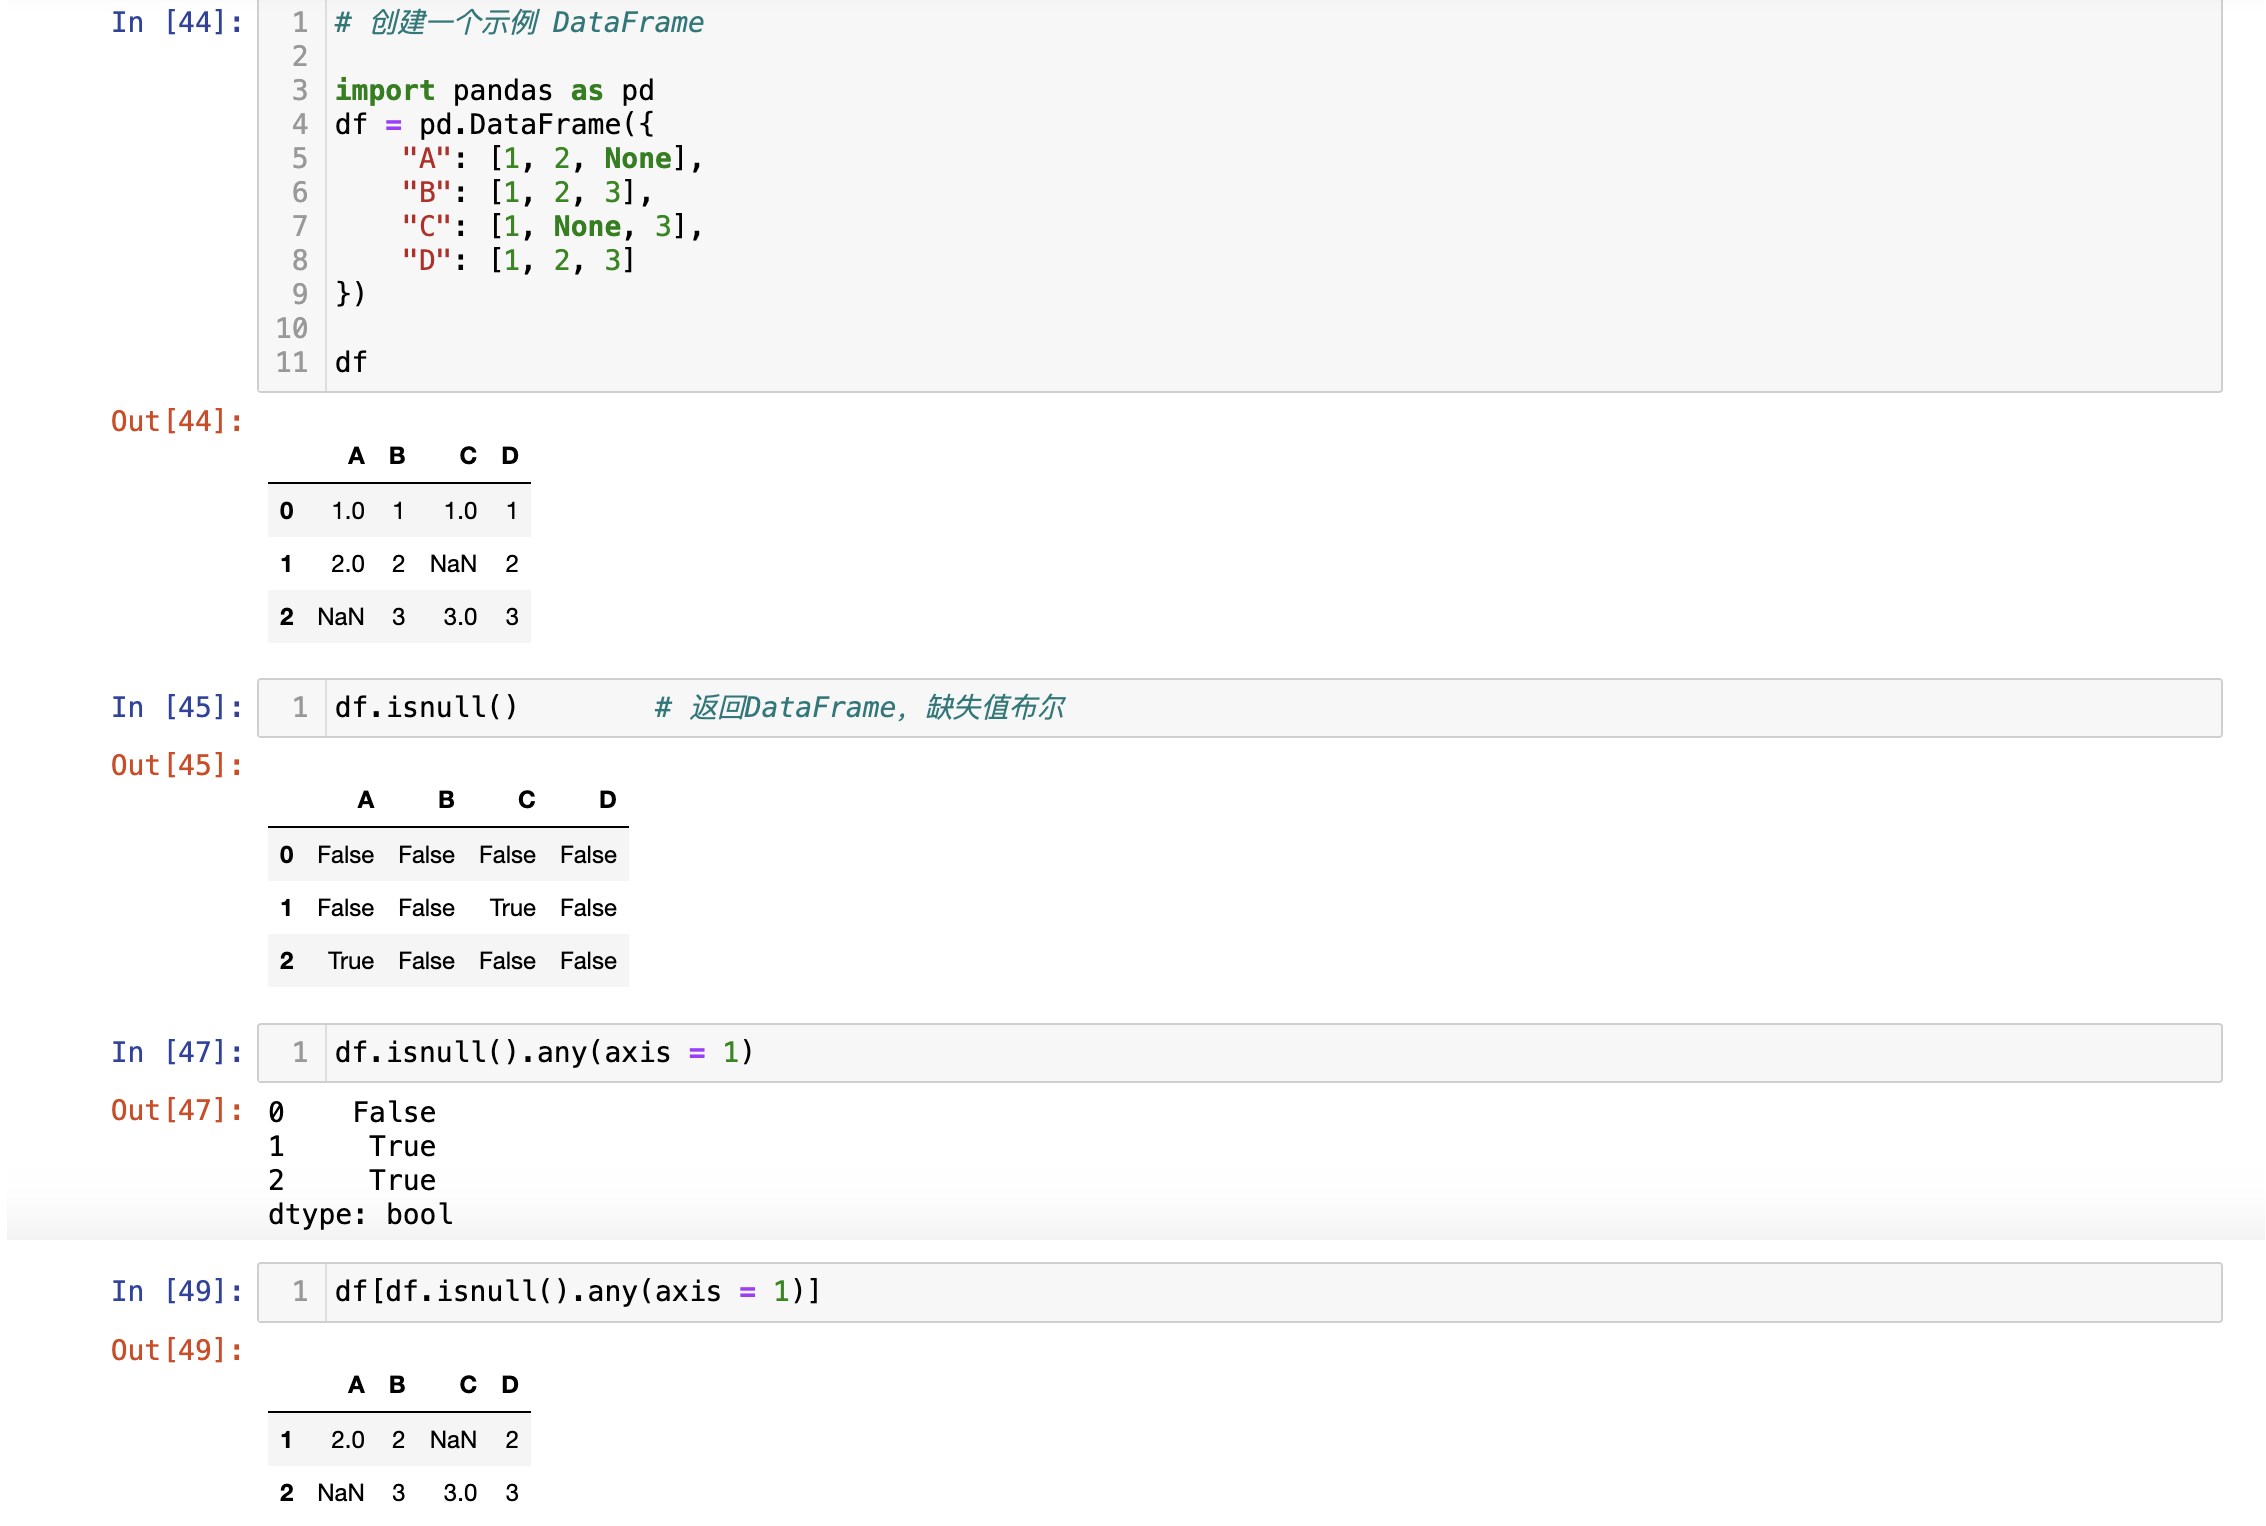 In [44]:
1 # 创建一个示例 DataFrame
2
3 import pandas as pd
4 df = pd.DataFrame({
5     "A": [1, 2, None],
6     "B": [1, 2, 3],
7     "C": [1, None, 3],
8     "D": [1, 2, 3]
9 })
10
11 df
Out[44]:
A B C D
0 1.0 1 1.0 1
1 2.0 2 NaN 2
2 NaN 3 3.0 3
In [45]: 1 df.isnull()        # 返回DataFrame, 缺失值布尔
Out[45]:
A B C D
0 False False False False
1 False False True False
2 True False False False
In [47]: 1 df.isnull().any(axis = 1)
Out[47]: 0    False
1     True
2     True
dtype: bool
In [49]: 1 df[df.isnull().any(axis = 1)]
Out[49]:
A B C D
1 2.0 2 NaN 2
2 NaN 3 3.0 3